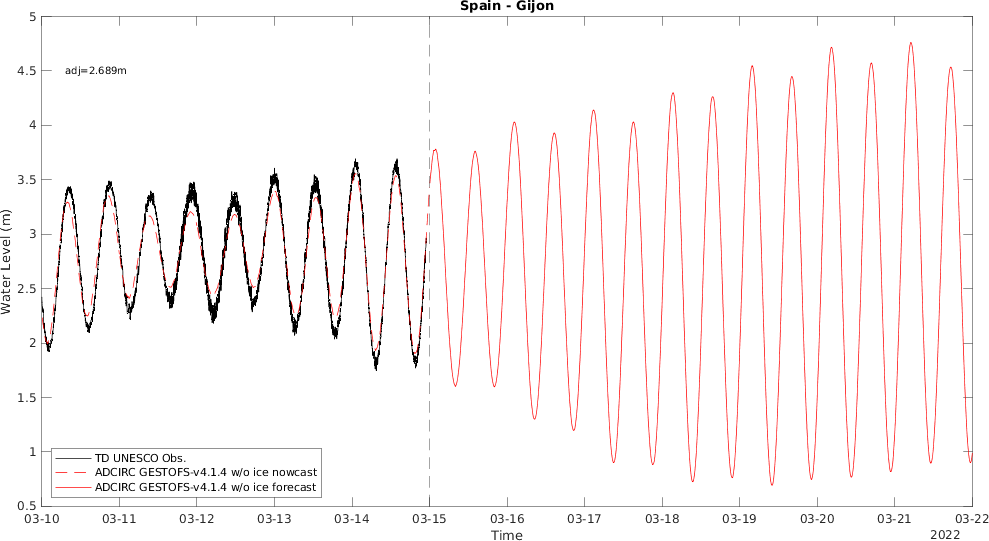 Spain - Gijon
5
4.5
4
3.5
3
2.5
2
1.5
1
0.5
Water Level (m)
adj=2.689m
TD UNESCO Obs.
ADCIRC GESTOFS-v4.1.4 w/o ice nowcast
ADCIRC GESTOFS-v4.1.4 w/o ice forecast
03-10 03-11 03-12 03-13 03-14 03-15 03-16 03-17 03-18 03-19 03-20 03-21 03-22
Time
2022